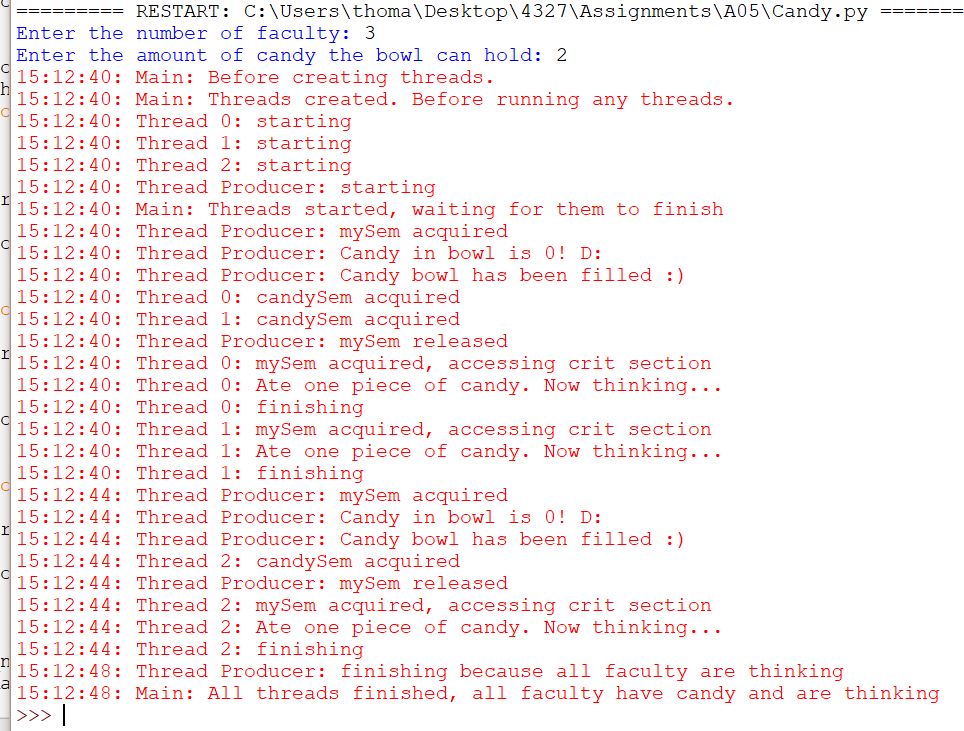 ========= RESTART: C:\Users\thoma\Desktop\4327\Assignments\A05\Candy.py =======
Enter the number of faculty: 3
Enter the amount of candy the bowl can hold: 2
15:12:40: Main: Before creating threads.
15:12:40: Main: Threads created. Before running any threads.
15:12:40: Thread 0: starting
15:12:40: Thread 1: starting
15:12:40: Thread 2: starting
15:12:40: Thread Producer: starting
15:12:40: Main: Threads started, waiting for them to finish
15:12:40: Thread Producer: mySem acquired
15:12:40: Thread Producer: Candy in bowl is 0! D:
15:12:40: Thread Producer: Candy bowl has been filled :)
15:12:40: Thread 0: candySem acquired
15:12:40: Thread 1: candySem acquired
15:12:40: Thread Producer: mySem released
15:12:40: Thread 0: mySem acquired, accessing crit section
15:12:40: Thread 0: Ate one piece of candy. Now thinking...
15:12:40: Thread 0: finishing
15:12:40: Thread 1: mySem acquired, accessing crit section
15:12:40: Thread 1: Ate one piece of candy. Now thinking...
15:12:40: Thread 1: finishing
15:12:44: Thread Producer: mySem acquired
15:12:44: Thread Producer: Candy in bowl is 0! D:
15:12:44: Thread Producer: Candy bowl has been filled :)
15:12:44: Thread 2: candySem acquired
15:12:44: Thread Producer: mySem released
15:12:44: Thread 2: mySem acquired, accessing crit section
15:12:44: Thread 2: Ate one piece of candy. Now thinking...
15:12:44: Thread 2: finishing
15:12:48: Thread Producer: finishing because all faculty are thinking
15:12:48: Main: All threads finished, all faculty have candy and are thinking
>>>